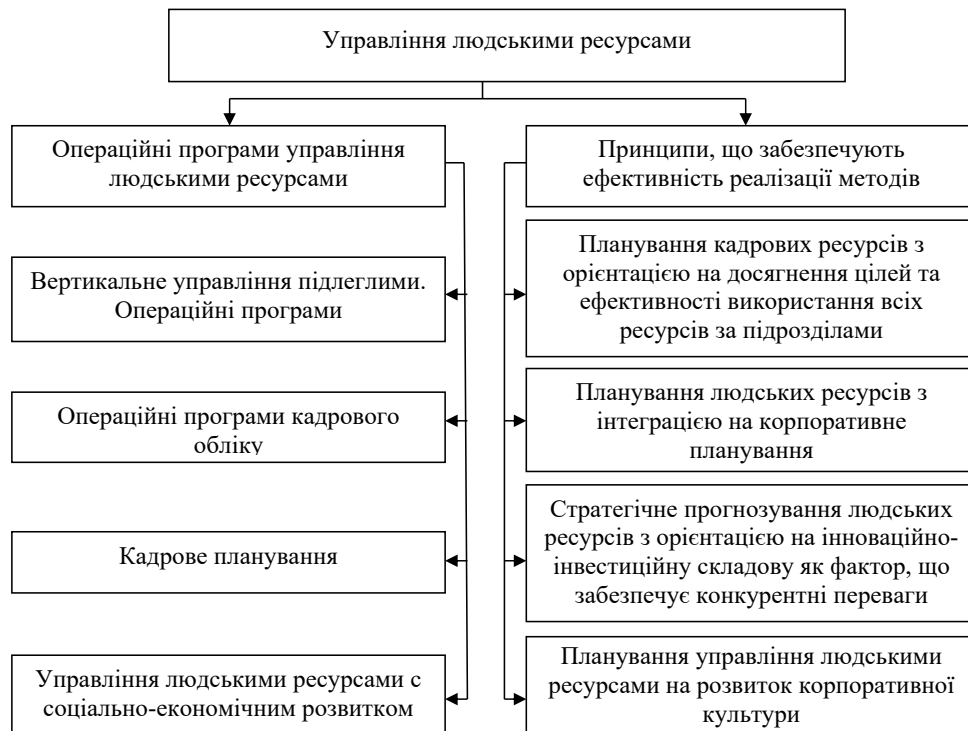 Управління людськими ресурсами
Операційні програми управління
людськими ресурсами
Принципи, що забезпечують
ефективність реалізації методів
Вертикальне управління підлеглими.
Операційні програми
Планування кадрових ресурсів з
орієнтацією на досягнення цілей та
ефективності використання всіх
ресурсів за підрозділами
Операційні програми кадрового
обліку
Планування людських ресурсів з
інтеграцією на корпоративне
планування
Кадрове планування
Стратегічне прогнозування людських
ресурсів з орієнтацією на інноваційно-
інвестиційну складову як фактор, що
забезпечує конкурентні переваги
Управління людськими ресурсами с
соціально-економічним розвитком
Планування управління людськими
ресурсами на розвиток корпоративної
культури